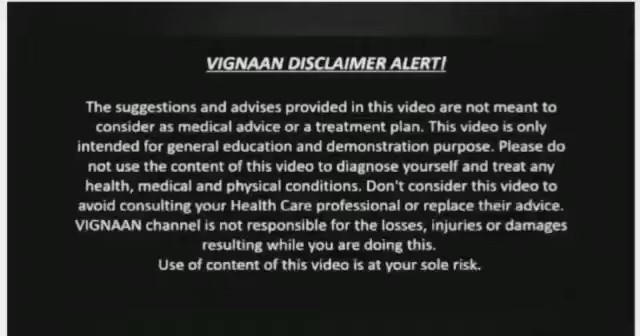 VIGNAAN DISCLAIMER ALERT!
The suggestions and advises provided in this video are not meant to
consider as medical advice or a treatment plan. This video is only
intended for general education and demonstration purpose. Please do
not use the content of this video to diagnose yourself and treat any
health, medical and physical conditions. Don't consider this video to
avoid consulting your Health Care professional or replace their advice.
VIGNAAN channel is not responsible for the losses, injuries or damages
resulting while you are doing this.
Use of content of this video is at your sole risk.